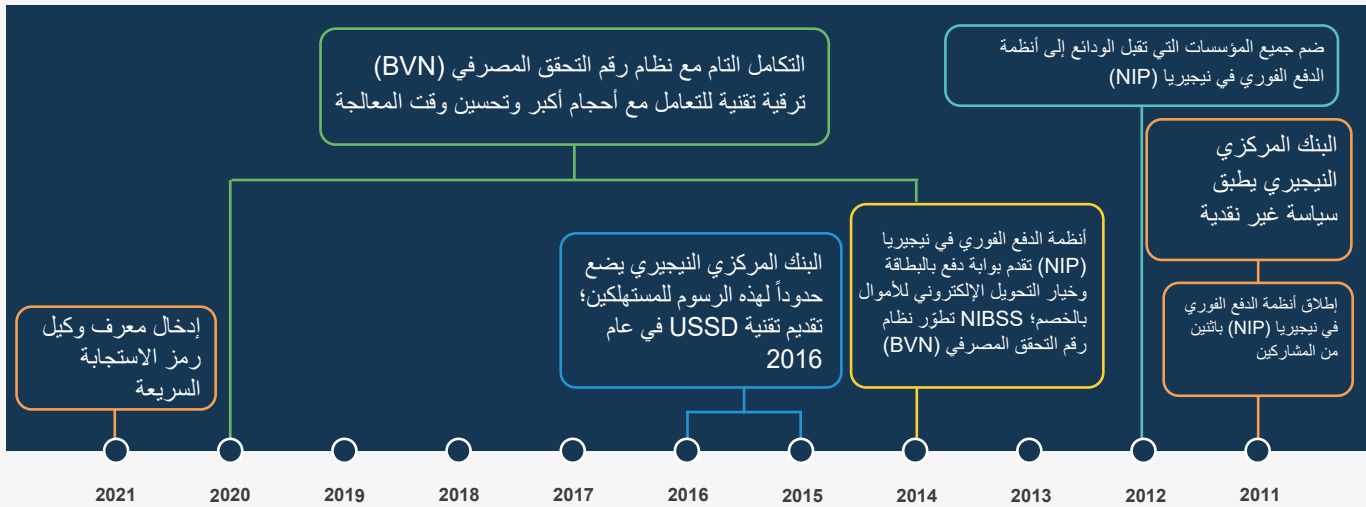 ضم جميع المؤسسات التي تقبل الودائع إلى أنظمة
الدفع الفوري في نيجيريا (NIP)
التكامل التام مع نظام رقم التحقق المصرفي (BVN)
ترقية تقنية للتعامل مع أحجام أكبر وتحسين وقت المعالجة
البنك المركزي
النيجيري يطبق
سياسة غير نقدية
أنظمة الدفع الفوري في نيجيريا
(NIP) تقدم بوابة دفع بالبطاقة
وخيار التحويل الإلكتروني للأموال
بالخصم؛ NIBSS تطوّر نظام
رقم التحقق المصرفي (BVN)
البنك المركزي النيجيري يضع
حدوداً لهذه الرسوم للمستهلكين؛
تقديم تقنية USSD في عام
2016
إطلاق أنظمة الدفع الفوري
في نيجيريا (NIP) باثنين
من المشاركين
إدخال معرف وكيل
رمز الاستجابة
السريعة
2011
2012
2013
2014
2015
2016
2017
2018
2019
2020
2021